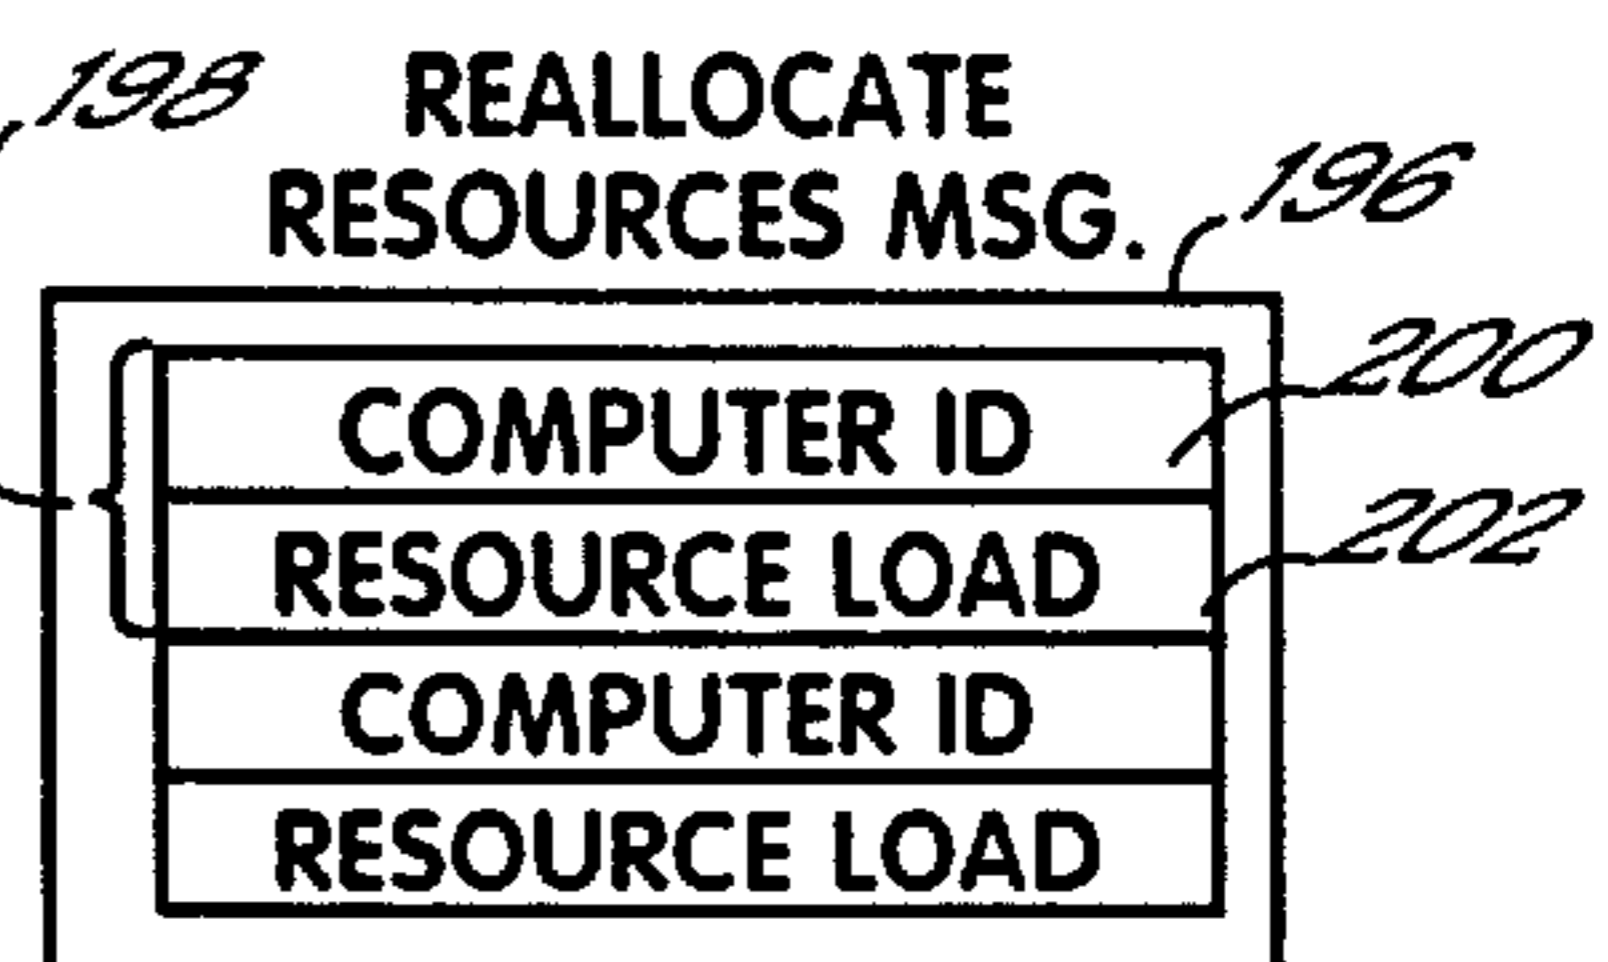 198 REALLOCATE
RESOURCES MSG. 196
COMPUTER ID 200
RESOURCE LOAD 202
COMPUTER ID
RESOURCE LOAD